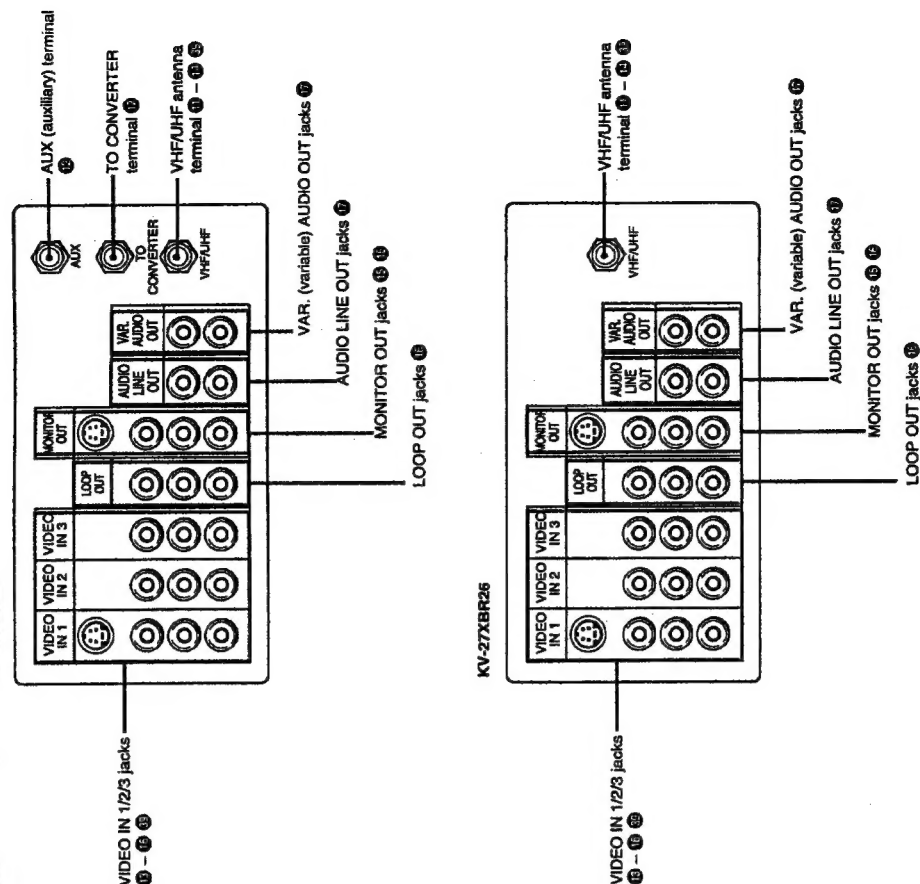 AUX (auxiliary) terminal
TO CONVERTER
terminal
VHF/UHF antenna
terminal
AUX
TO
CONVERTER
VHF/UHF
VAR.
AUDIO
OUT
AUDIO
LINE
OUT
MONITOR
OUT
LOOP
OUT
VIDEO
IN 3
VIDEO
IN 2
VIDEO
IN 1
VAR. (variable) AUDIO OUT jacks
AUDIO LINE OUT jacks
MONITOR OUT jacks
LOOP OUT jacks
VIDEO IN 1/2/3 jacks
KV-27XBR26
VHF/UHF antenna
terminal
VHF/UHF
VAR.
AUDIO
OUT
AUDIO
LINE
OUT
MONITOR
OUT
LOOP
OUT
VIDEO
IN 3
VIDEO
IN 2
VIDEO
IN 1
VAR. (variable) AUDIO OUT jacks
AUDIO LINE OUT jacks
MONITOR OUT jacks
LOOP OUT jacks
VIDEO IN 1/2/3 jacks